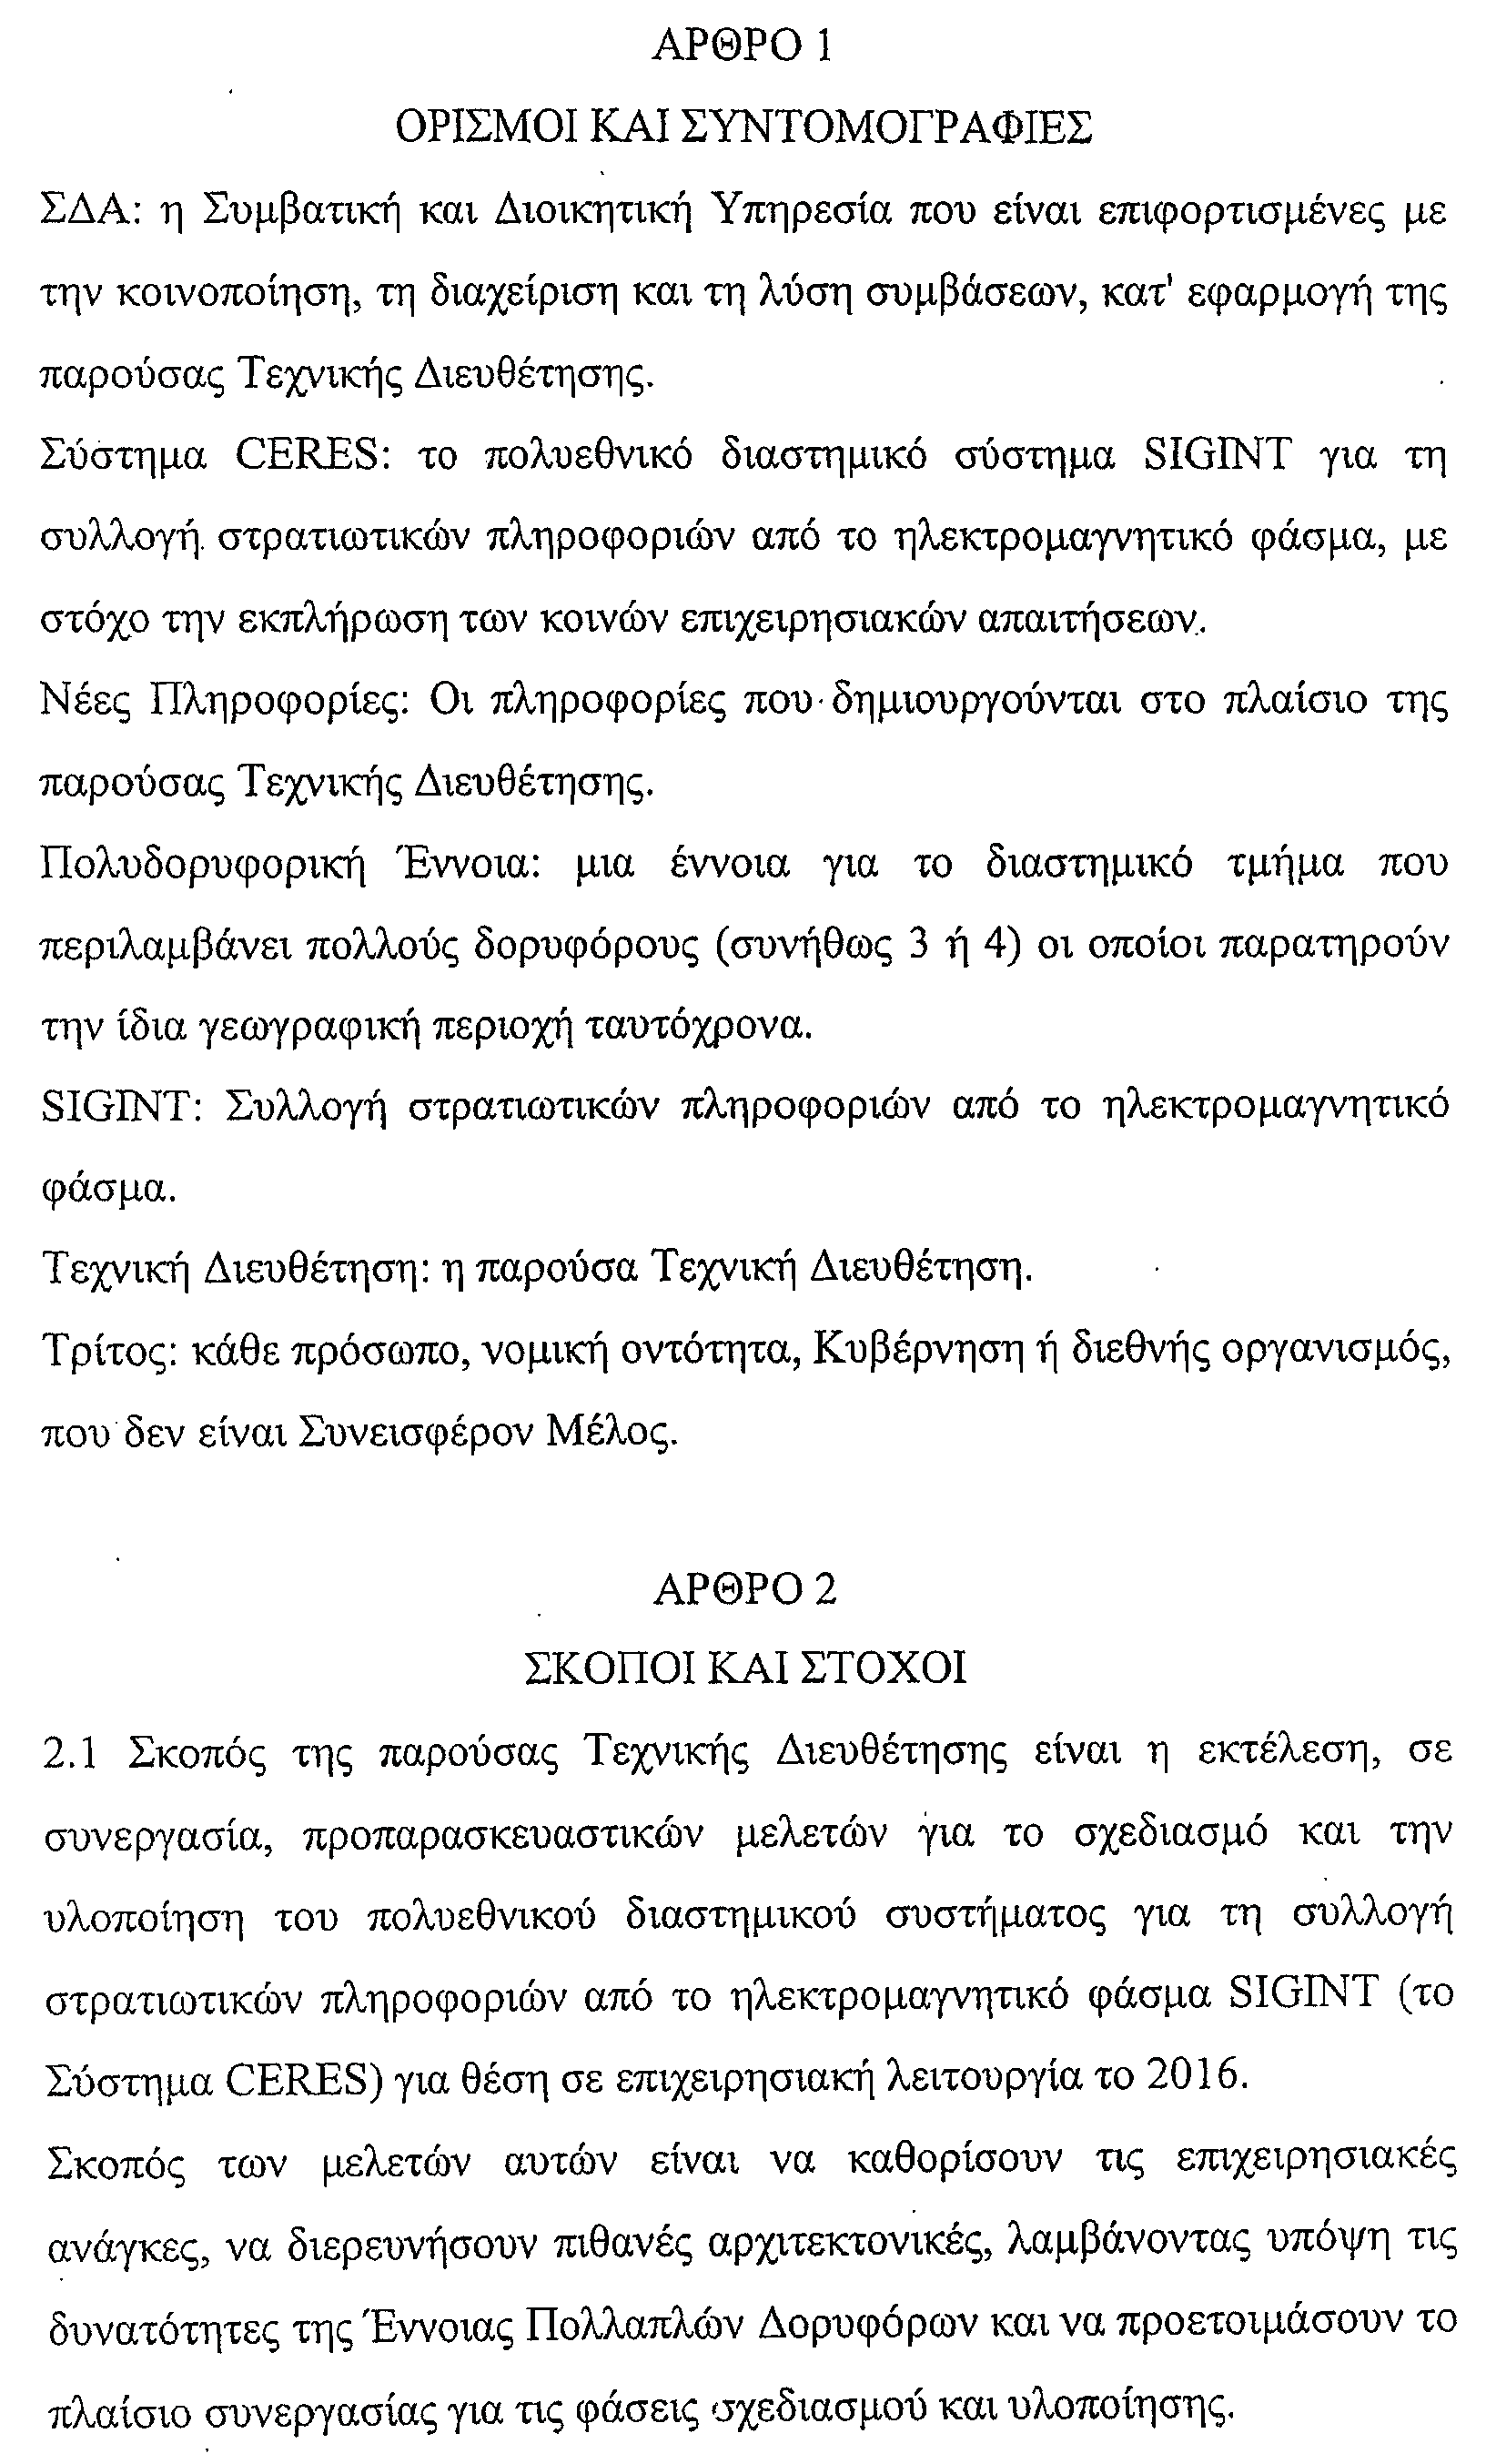 ΑΡΘΡΟ 1
ΟΡΙΣΜΟΙ ΚΑΙ ΣΥΝΤΟΜΟΓΡΑΦΙΕΣ
ΣΔΑ: η Συμβατική και Διοικητική Υπηρεσία που είναι επιφορτισμένες με
την κοινοποίηση, τη διαχείριση και τη λύση συμβάσεων, κατ' εφαρμογή της
παρούσας Τεχνικής Διευθέτησης.
Σύστημα CERES: το πολυεθνικό διαστημικό σύστημα SIGINT για τη
συλλογή στρατιωτικών πληροφοριών από το ηλεκτρομαγνητικό φάσμα, με
στόχο την εκπλήρωση των κοινών επιχειρησιακών απαιτήσεων.
Νέες Πληροφορίες: Οι πληροφορίες που δημιουργούνται στο πλαίσιο της
παρούσας Τεχνικής Διευθέτησης.
Πολυδορυφορική Έννοια: μια έννοια για το διαστημικό τμήμα που
περιλαμβάνει πολλούς δορυφόρους (συνήθως 3 ή 4) οι οποίοι παρατηρούν
την ίδια γεωγραφική περιοχή ταυτόχρονα.
SIGINT: Συλλογή στρατιωτικών πληροφοριών από το ηλεκτρομαγνητικό
φάσμα.
Τεχνική Διευθέτηση: η παρούσα Τεχνική Διευθέτηση.
Τρίτος: κάθε πρόσωπο, νομική οντότητα, Κυβέρνηση ή διεθνής οργανισμός,
που δεν είναι Συνεισφέρον Μέλος.
ΑΡΘΡΟ 2
ΣΚΟΠΟΙ ΚΑΙ ΣΤΟΧΟΙ
2.1 Σκοπός της παρούσας Τεχνικής Διευθέτησης είναι η εκτέλεση, σε
συνεργασία, προπαρασκευαστικών μελετών για το σχεδιασμό και την
υλοποίηση του πολυεθνικού διαστημικού συστήματος για τη συλλογή
στρατιωτικών πληροφοριών από το ηλεκτρομαγνητικό φάσμα SIGINT (το
Σύστημα CERES) για θέση σε επιχειρησιακή λειτουργία το 2016.
Σκοπός των μελετών αυτών είναι να καθορίσουν τις επιχειρησιακές
ανάγκες, να διερευνήσουν πιθανές αρχιτεκτονικές, λαμβάνοντας υπόψη τις
δυνατότητες της Έννοιας Πολλαπλών Δορυφόρων και να προετοιμάσουν το
πλαίσιο συνεργασίας για τις φάσεις σχεδιασμού και υλοποίησης.